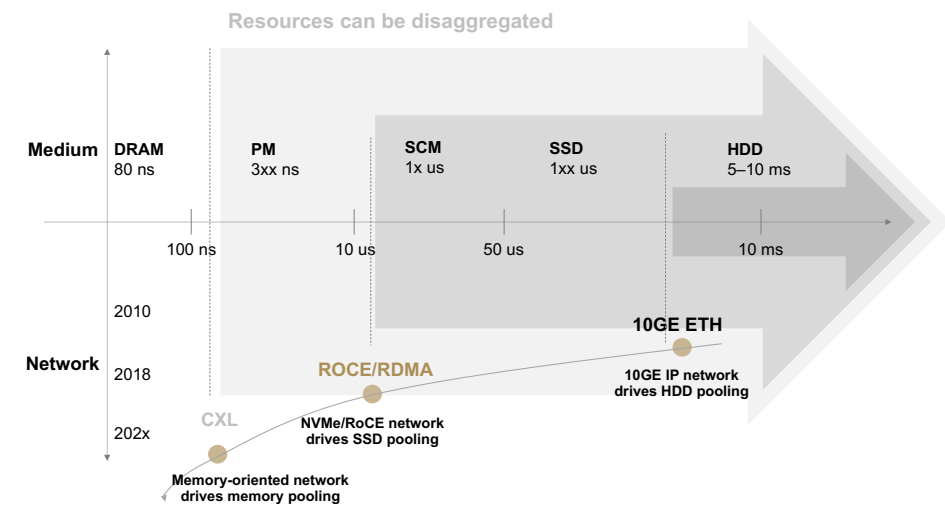 Resources can be disaggregated
Medium
DRAM
80 ns
PM
3xx ns
SCM
1x us
SSD
1xx us
HDD
5–10 ms
100 ns
10 us
50 us
10 ms
Network
2010
2018
202x
10GE ETH
10GE IP network
drives HDD pooling
ROCE/RDMA
NVMe/RoCE network
drives SSD pooling
CXL
Memory-oriented network
drives memory pooling